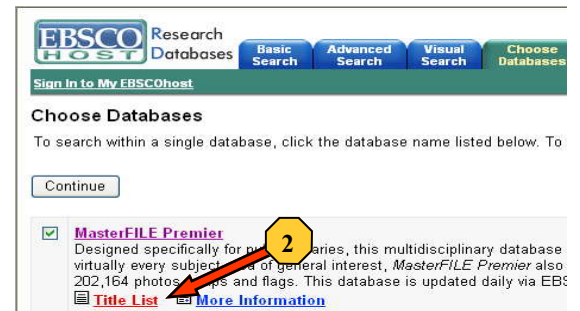 EBSCO HOST Research Databases
Basic Search Advanced Search Visual Search Choose Databases
Sign In to My EBSCOhost
Choose Databases
To search within a single database, click the database name listed below. To
Continue
MasterFILE Premier
Designed specifically for aries, this multidisciplinary database
virtually every subject of general interest, MasterFILE Premier also
202,164 photos, ps and flags. This database is updated daily via EBS
Title List More Information
2